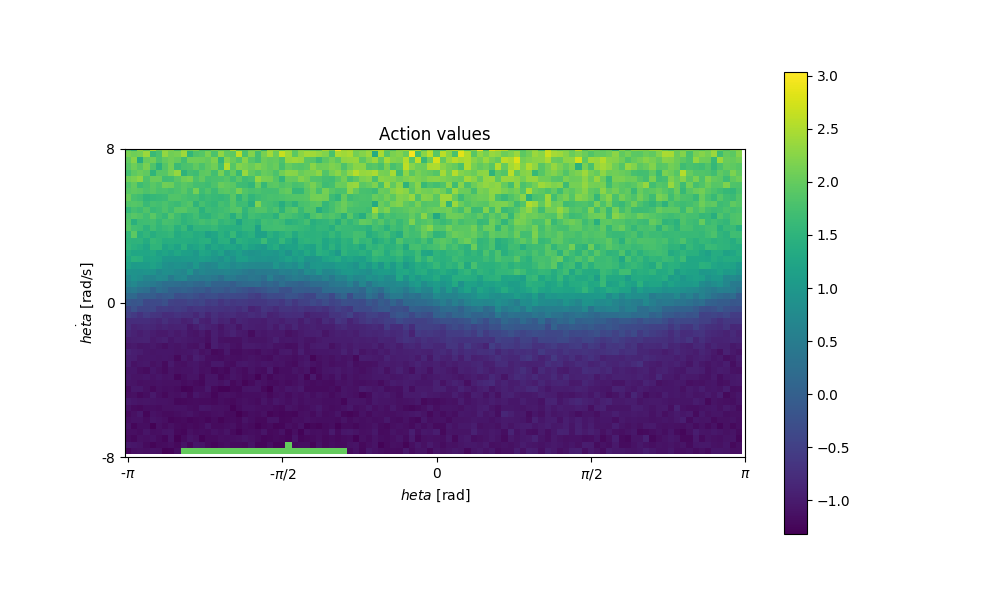 Action values
8
0
-8
ḣeta [rad/s]
-π
-π/2
0
π/2
π
heta [rad]
3.0
2.5
2.0
1.5
1.0
0.5
0.0
−0.5
−1.0